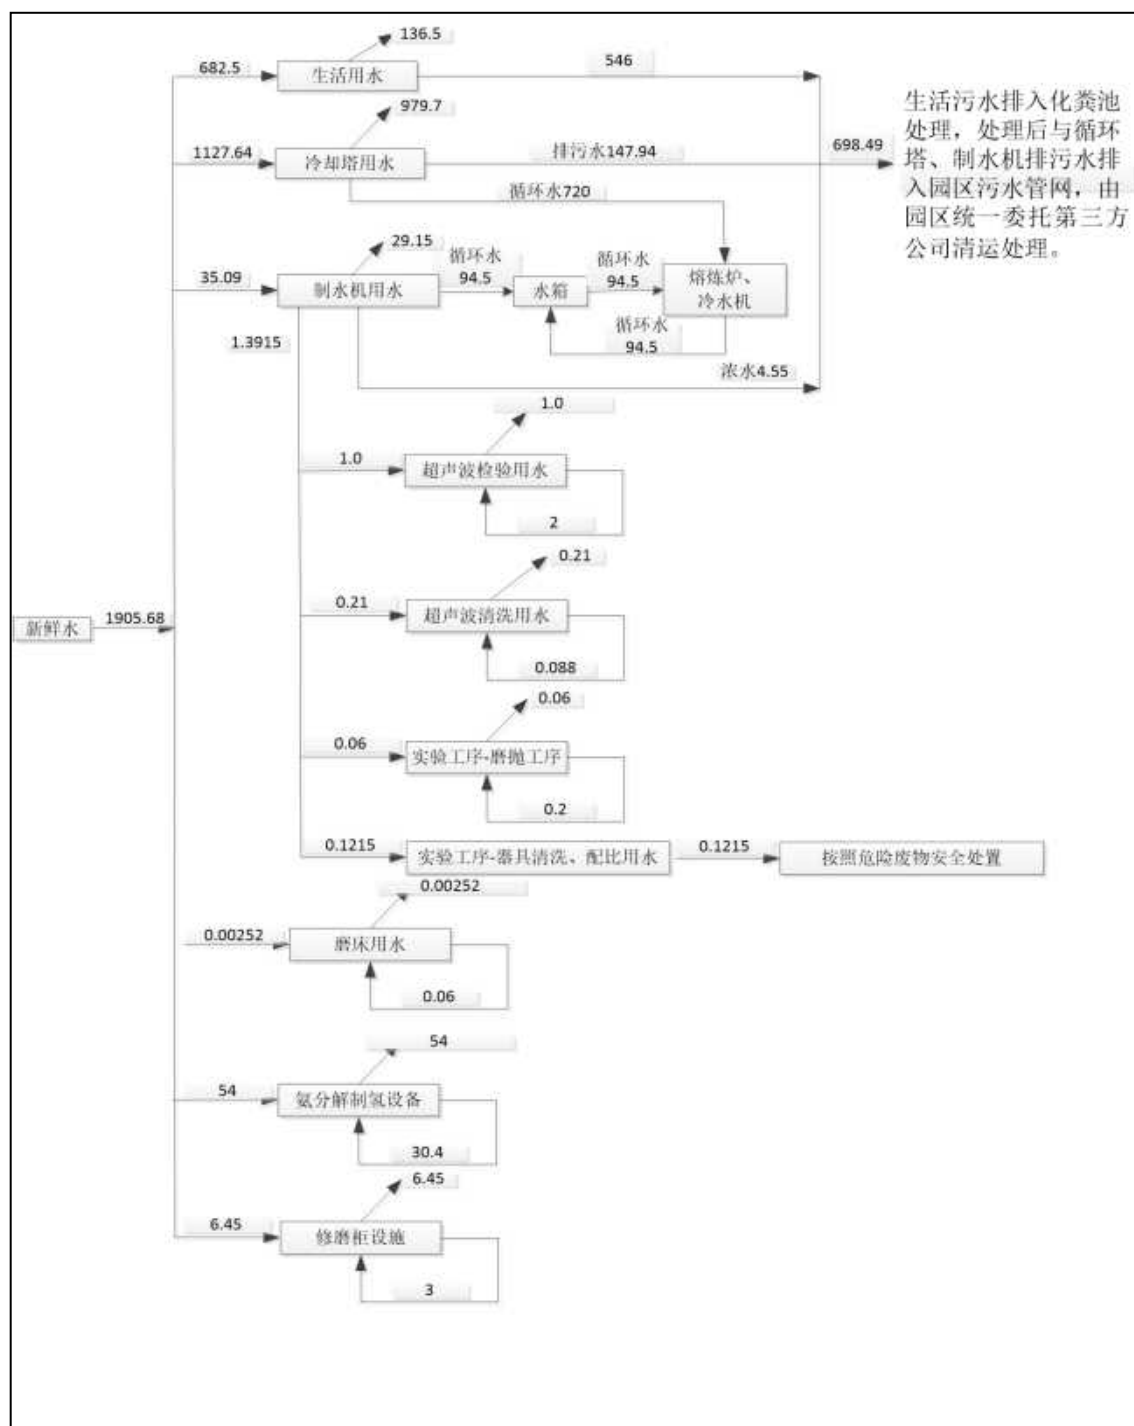 136.5
682.5
生活用水
546
979.7
1127.64
冷却塔用水
排污水147.94
698.49
生活污水排入化粪池
处理，处理后与循环
塔、制水机排污水排
入园区污水管网，由
园区统一委托第三方
公司清运处理。
循环水720
29.15
35.09
制水机用水
循环水
94.5
水箱
循环水
94.5
熔炼炉、
冷水机
循环水
94.5
1.3915
浓水4.55
1.0
1.0
超声波检验用水
2
0.21
0.21
超声波清洗用水
0.088
新鲜水
1905.68
0.06
0.06
实验工序-磨抛工序
0.2
0.1215
实验工序-器具清洗、配比用水
0.1215
按照危险废物安全处置
0.00252
0.00252
磨床用水
0.06
54
54
氨分解制氢设备
30.4
6.45
6.45
修磨柜设施
3